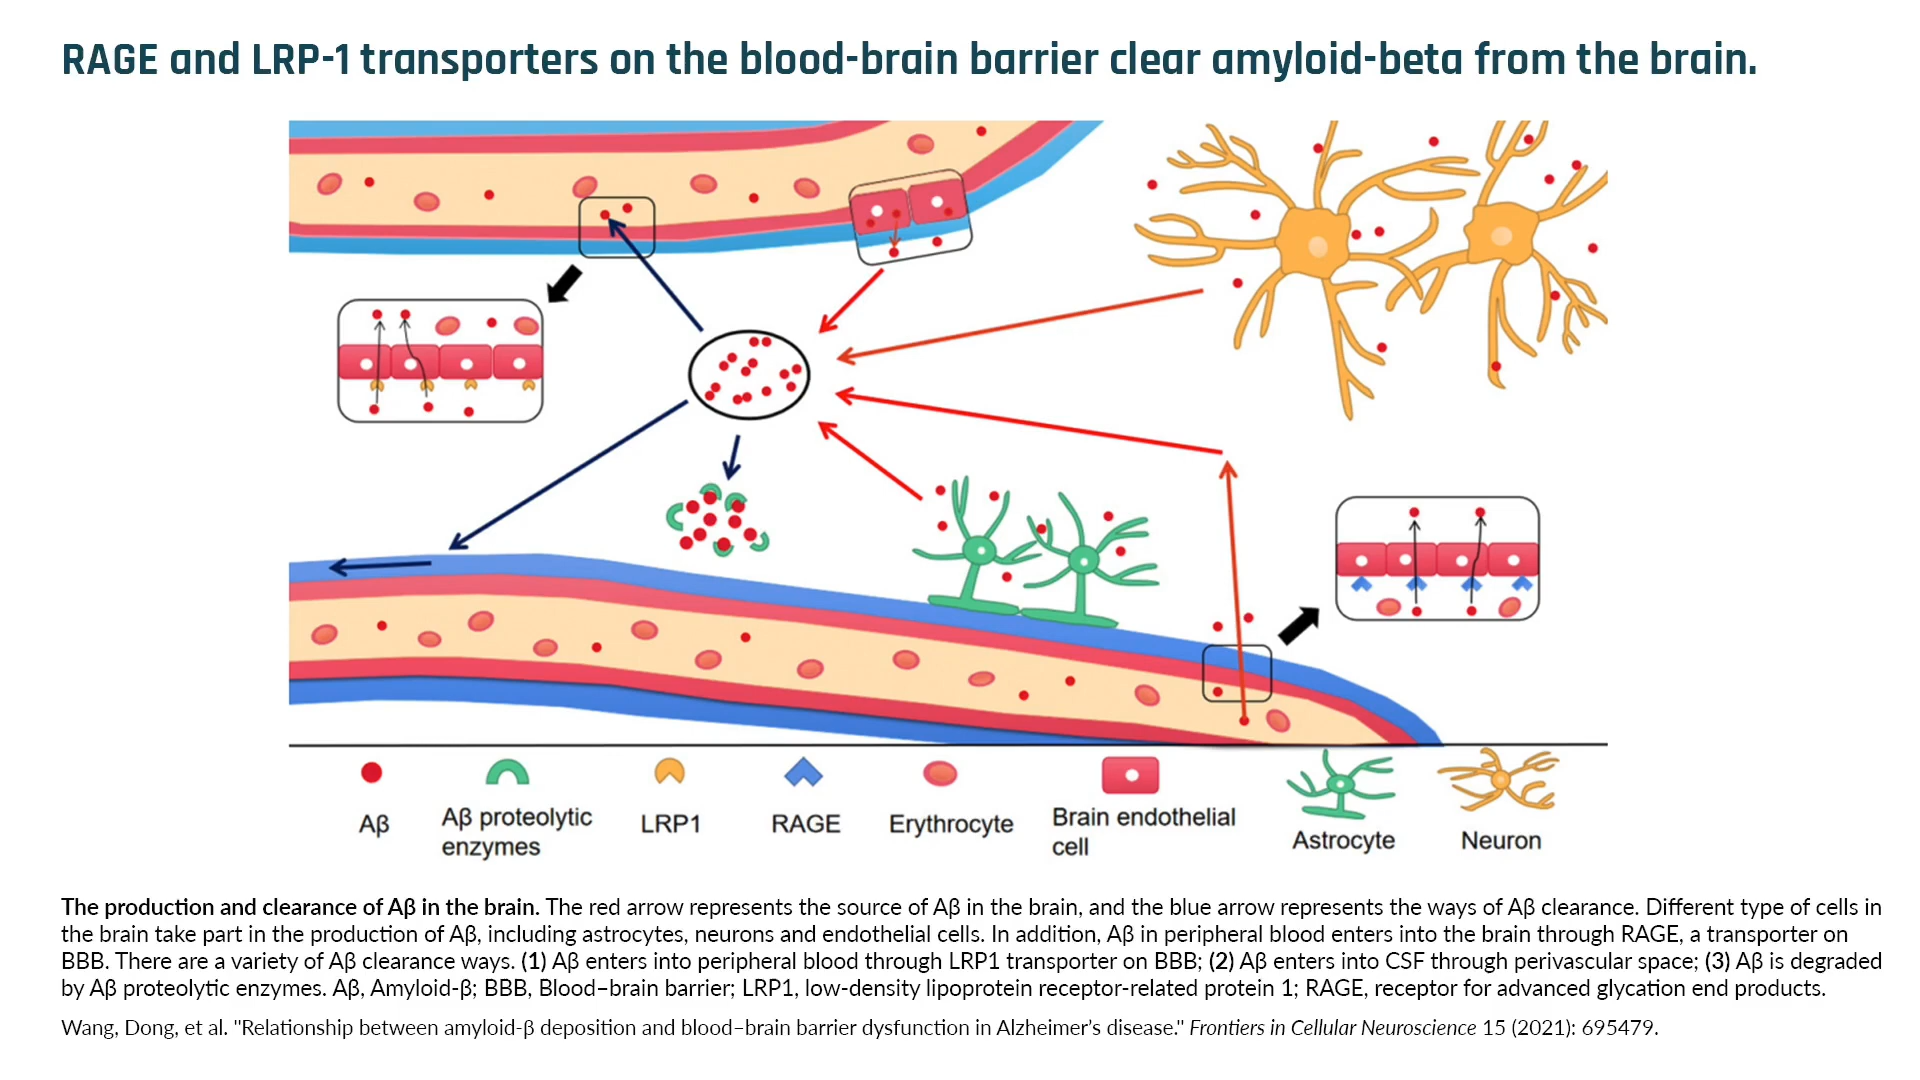 RAGE and LRP-1 transporters on the blood-brain barrier clear amyloid-beta from the brain.
Aβ
Aβ proteolytic
enzymes
LRP1
RAGE
Erythrocyte
Brain endothelial
cell
Astrocyte
Neuron
The production and clearance of Aβ in the brain. The red arrow represents the source of Aβ in the brain, and the blue arrow represents the ways of Aβ clearance. Different type of cells in
the brain take part in the production of Aβ, including astrocytes, neurons and endothelial cells. In addition, Aβ in peripheral blood enters into the brain through RAGE, a transporter on
BBB. There are a variety of Aβ clearance ways. (1) Aβ enters into peripheral blood through LRP1 transporter on BBB; (2) Aβ enters into CSF through perivascular space; (3) Aβ is degraded
by Aβ proteolytic enzymes. Aβ, Amyloid-β; BBB, Blood–brain barrier; LRP1, low-density lipoprotein receptor-related protein 1; RAGE, receptor for advanced glycation end products.
Wang, Dong, et al. "Relationship between amyloid-β deposition and blood–brain barrier dysfunction in Alzheimer’s disease." Frontiers in Cellular Neuroscience 15 (2021): 695479.